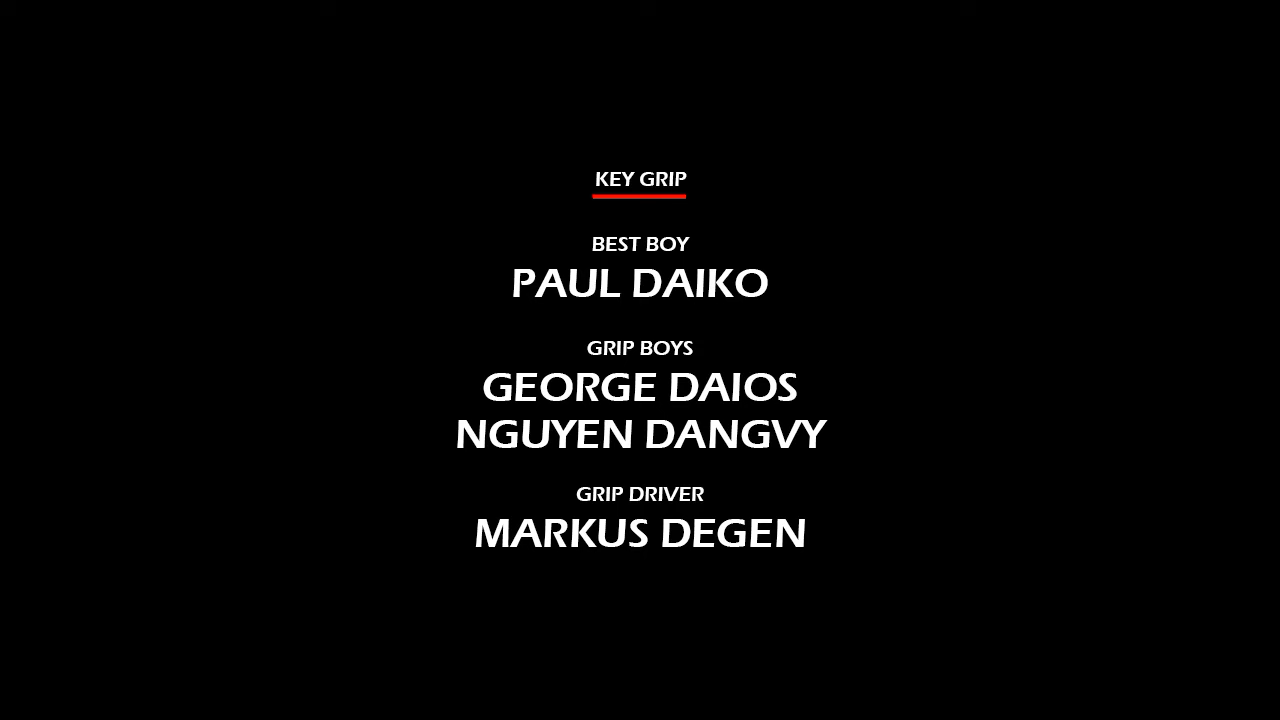 KEY GRIP
BEST BOY
PAUL DAIKO
GRIP BOYS
GEORGE DAIOS
NGUYEN DANGVY
GRIP DRIVER
MARKUS DEGEN